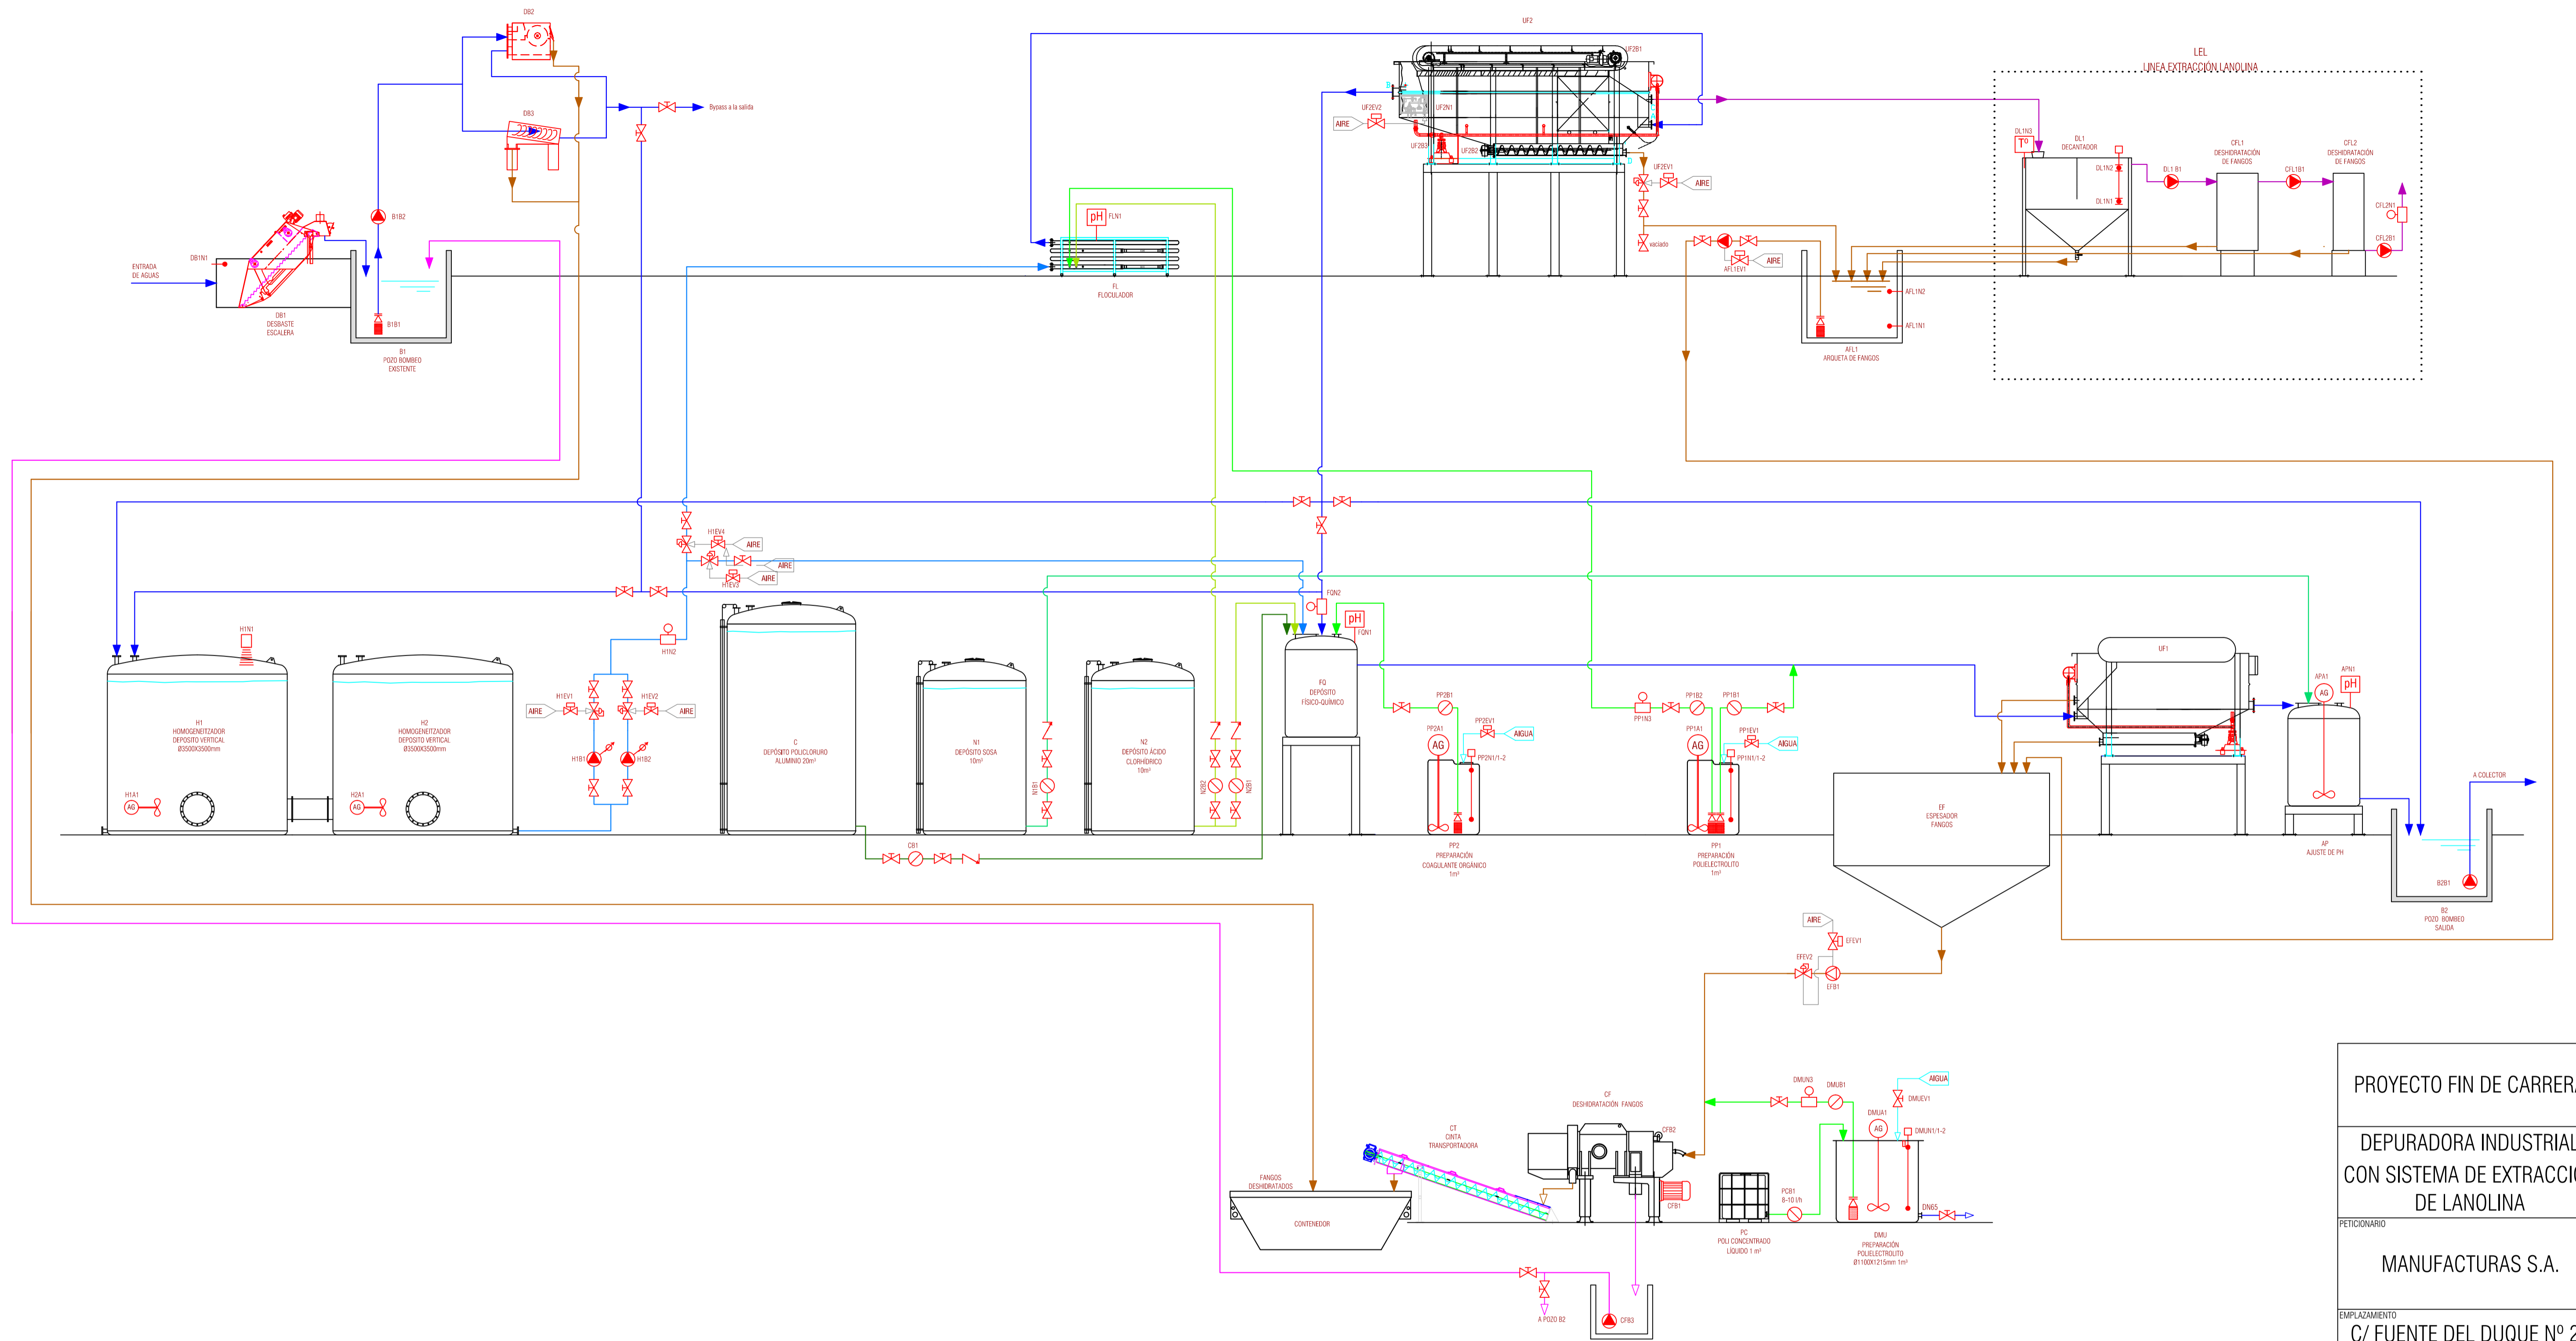 DB2
UF2
LEL
LINEA EXTRACCIÓN LANOLINA
UF2B1
Bypass a la salida
DB3
UF2EV2
UF2N1
AIRE
UF2B3
UF2B2
UF2EV1
AIRE
vaciado
DL1N3
Tº
DL1
DECANTADOR
DL1N2
DL1N1
DL1 B1
CFL1
DESHIDRATACIÓN
DE FANGOS
CFL1B1
CFL2
DESHIDRATACIÓN
DE FANGOS
CFL2N1
CFL2B1
B1B2
pH
FLN1
DB1N1
ENTRADA
DE AGUAS
DB1
DESBASTE
ESCALERA
B1B1
B1
POZO BOMBEO
EXISTENTE
FL
FLOCULADOR
AFL1EV1
AIRE
AFL1N2
AFL1N1
AFL1
ARQUETA DE FANGOS
H1EV4
AIRE
AIRE
AIRE
H1EV3
H1N1
H1N2
FQN2
pH
FQN1
H1
HOMOGENEITZADOR
DEPOSITO VERTICAL
Ø3500X3500mm
H1A1
AG
H2
HOMOGENEITZADOR
DEPOSITO VERTICAL
Ø3500X3500mm
H2A1
AG
H1EV1
AIRE
H1EV2
AIRE
H1B1
H1B2
C
DEPÓSITO POLICLORURO
ALUMINIO 20m³
N1
DEPÓSITO SOSA
10m³
N1B1
N2
DEPÓSITO ÁCIDO
CLORHÍDRICO
10m³
N2B2
N2B1
CB1
FQ
DEPÓSITO
FÍSICO-QUÍMICO
PP2B1
PP2A1
AG
PP2EV1
AIGUA
PP2N1/1-2
PP2
PREPARACIÓN
COAGULANTE ORGÁNICO
1m³
PP1N3
PP1B2
PP1B1
PP1A1
AG
PP1EV1
AIGUA
PP1N1/1-2
PP1
PREPARACIÓN
POLIELECTROLITO
1m³
UF1
APA1
AG
APN1
pH
AP
AJUSTE DE PH
A COLECTOR
B2B1
B2
POZO BOMBEO
SALIDA
EF
ESPESADOR
FANGOS
AIRE
EFEV1
EFEV2
EFB1
CF
DESHIDRATACIÓN FANGOS
CFB2
CFB1
CT
CINTA
TRANSPORTADORA
FANGOS
DESHIDRATADOS
CONTENEDOR
A POZO B2
CFB3
PCB1
8-10 l/h
PC
POLI CONCENTRADO
LÍQUIDO 1 m³
DMUN3
DMUB1
DMUA1
AG
AIGUA
DMUEV1
DMUN1/1-2
DN65
DMU
PREPARACIÓN
POLIELECTROLITO
Ø1100X1215mm 1m³
PROYECTO FIN DE CARRERA
DEPURADORA INDUSTRIAL
CON SISTEMA DE EXTRACCIÓ
DE LANOLINA
PETICIONARIO
MANUFACTURAS S.A.
EMPLAZAMIENTO
C/ FUENTE DEL DUQUE Nº 2